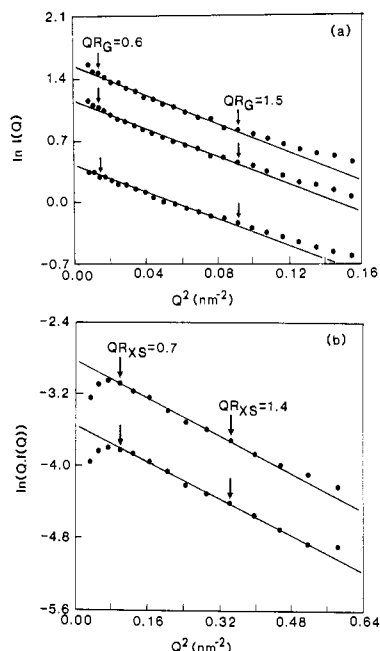 2.1
1.4
0.7
0.0
-0.7
ln I(Q)
QR_G=0.6
(a)
QR_G=1.5
0.00 0.04 0.08 0.12 0.16
Q² (nm⁻²)
-2.4
-3.2
-4.0
-4.8
-5.6
ln(Q.I(Q)
QR_XS=0.7
(b)
QR_XS=1.4
0.00 0.16 0.32 0.48 0.64
Q² (nm⁻²)